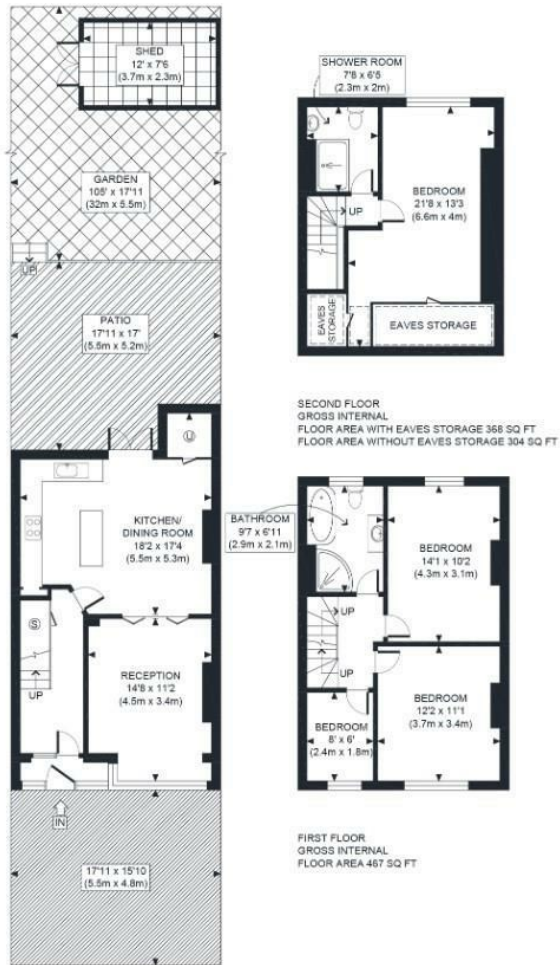 SHED
12' x 7'6
(3.7m x 2.3m)
GARDEN
105' x 17'11
(32m x 5.5m)
UP
PATIO
17'11 x 17'
(5.5m x 5.2m)
U
KITCHEN/
DINING ROOM
18'2 x 17'4
(5.5m x 5.3m)
S
UP
RECEPTION
14'8 x 11'2
(4.5m x 3.4m)
IN
17'11 x 15'10
(5.5m x 4.8m)
SHOWER ROOM
7'6 x 6'5
(2.3m x 2m)
BEDROOM
21'8 x 13'3
(6.6m x 4m)
UP
EAVES
STORAGE
EAVES STORAGE
SECOND FLOOR
GROSS INTERNAL
FLOOR AREA WITH EAVES STORAGE 368 SQ FT
FLOOR AREA WITHOUT EAVES STORAGE 304 SQ FT
BATHROOM
9'7 x 6'11
(2.9m x 2.1m)
BEDROOM
14'1 x 10'2
(4.3m x 3.1m)
UP
UP
BEDROOM
12'2 x 11'1
(3.7m x 3.4m)
BEDROOM
8' x 6'
(2.4m x 1.8m)
FIRST FLOOR
GROSS INTERNAL
FLOOR AREA 467 SQ FT